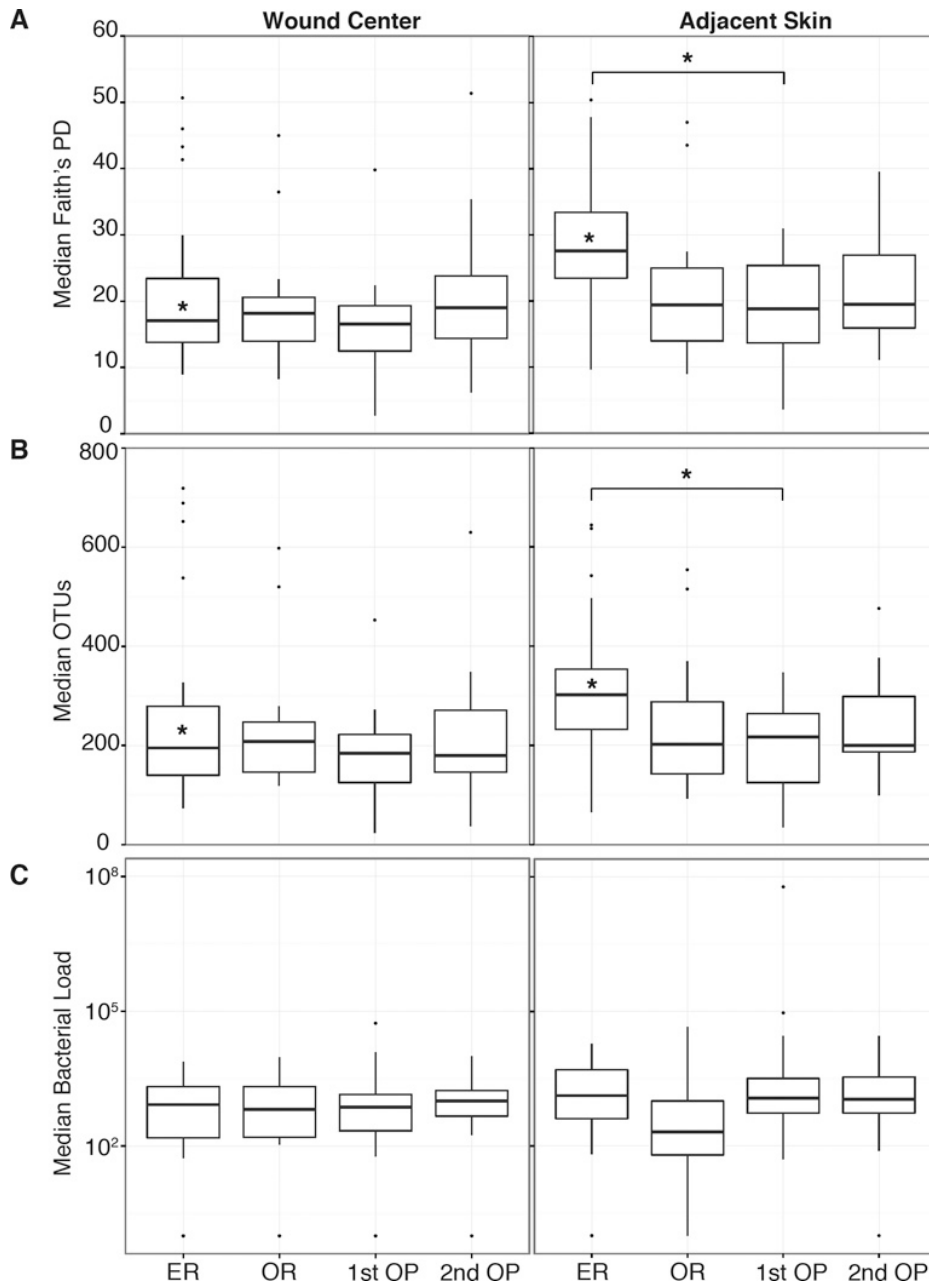 A
Wound Center
Adjacent Skin
60
50
40
30
20
10
0
Median Faith's PD
*
*
*
B
800
600
400
200
0
Median OTUs
*
*
*
C
10⁸
10⁵
10²
Median Bacterial Load
ER OR 1st OP 2nd OP ER OR 1st OP 2nd OP